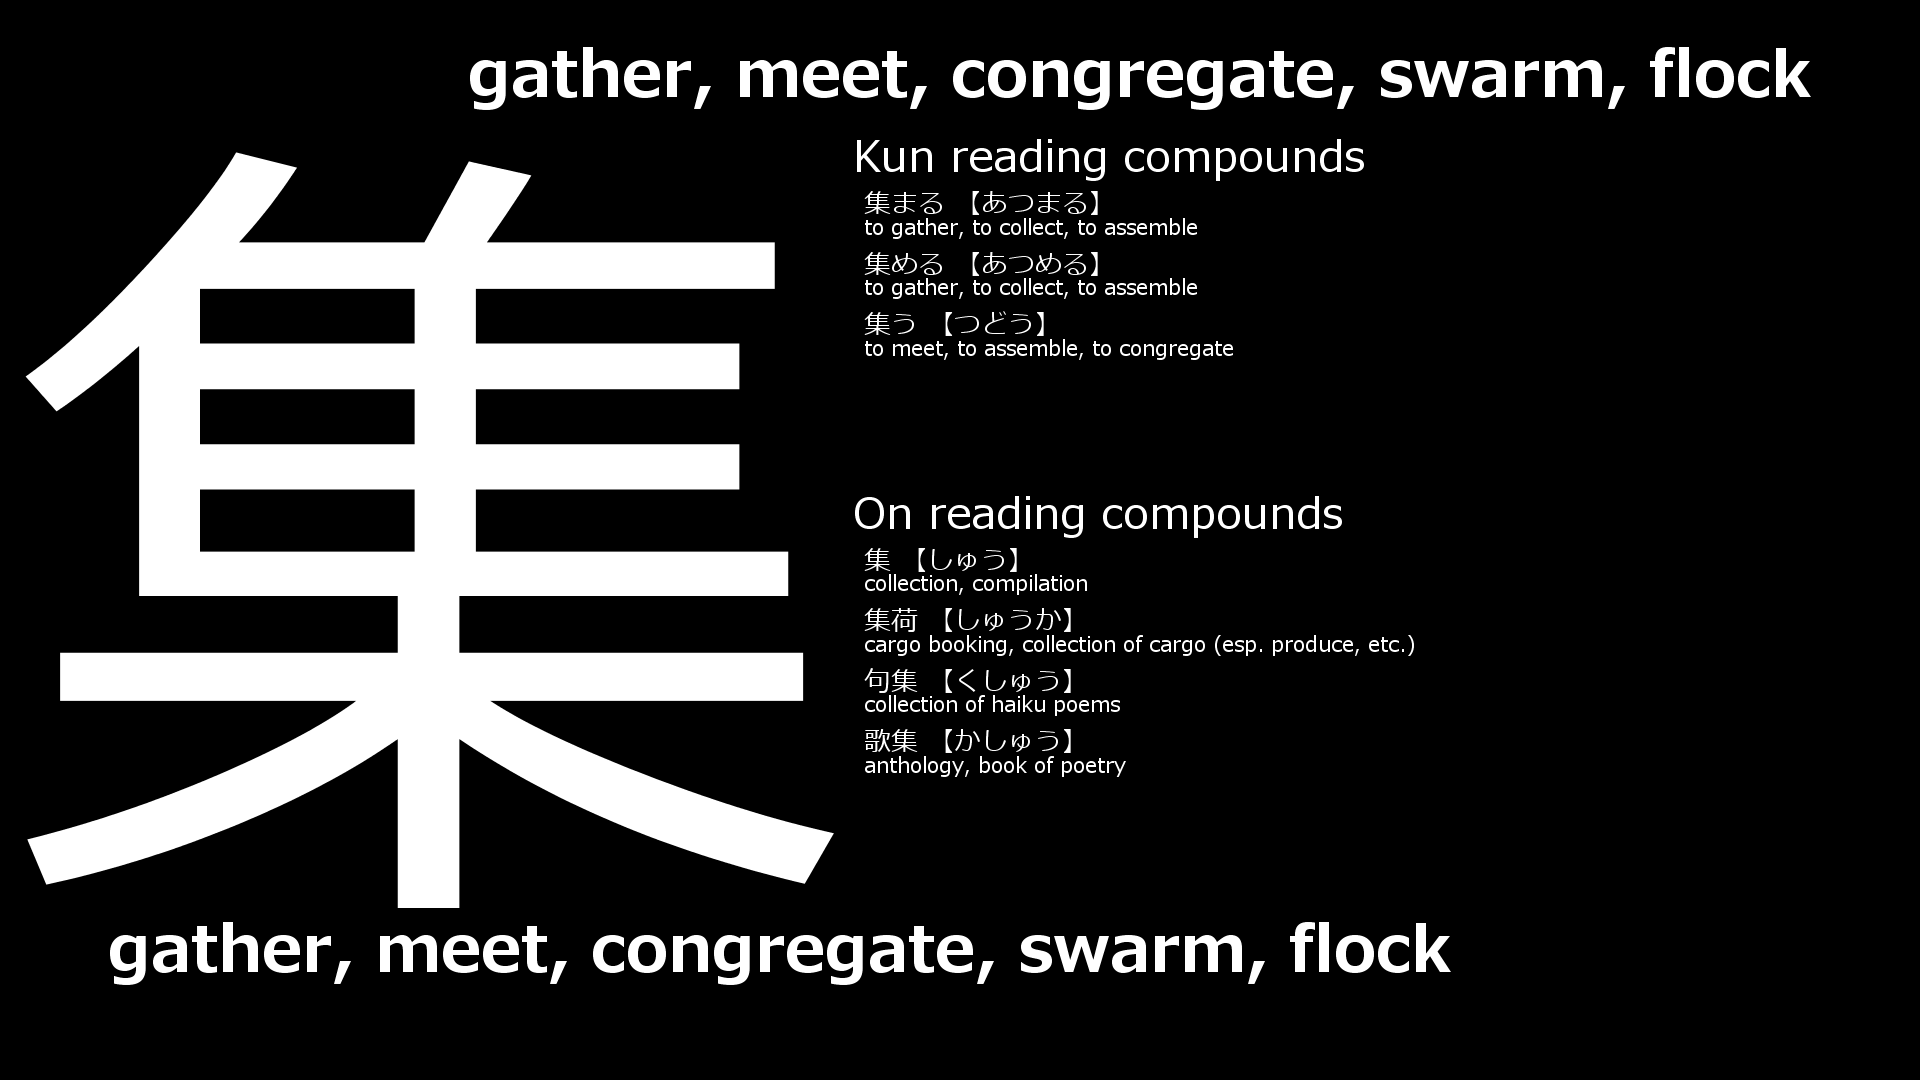 gather, meet, congregate, swarm, flock
集
Kun reading compounds
集まる 【あつまる】
to gather, to collect, to assemble
集める 【あつめる】
to gather, to collect, to assemble
集う 【つどう】
to meet, to assemble, to congregate
On reading compounds
集 【しゅう】
collection, compilation
集荷 【しゅうか】
cargo booking, collection of cargo (esp. produce, etc.)
句集 【くしゅう】
collection of haiku poems
歌集 【かしゅう】
anthology, book of poetry
gather, meet, congregate, swarm, flock